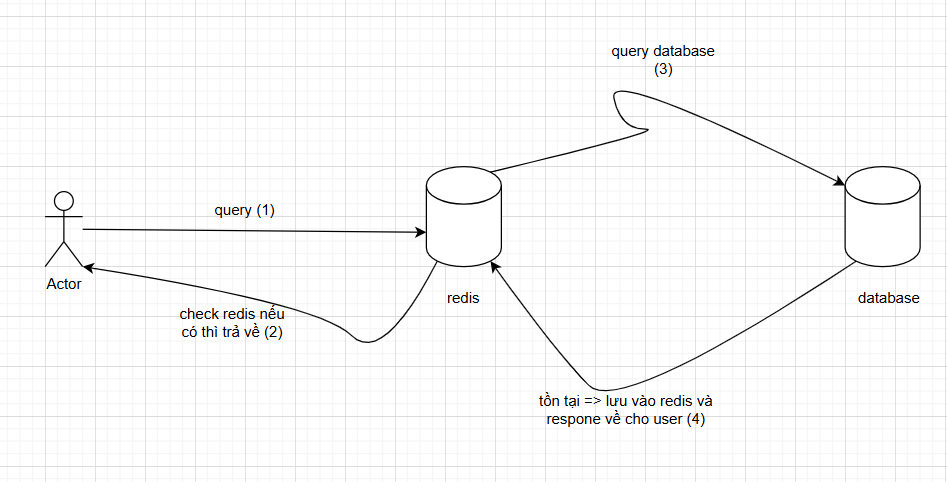 query database
(3)
query (1)
Actor
redis
database
check redis nếu
có thì trả về (2)
tồn tại => lưu vào redis và
respone về cho user (4)